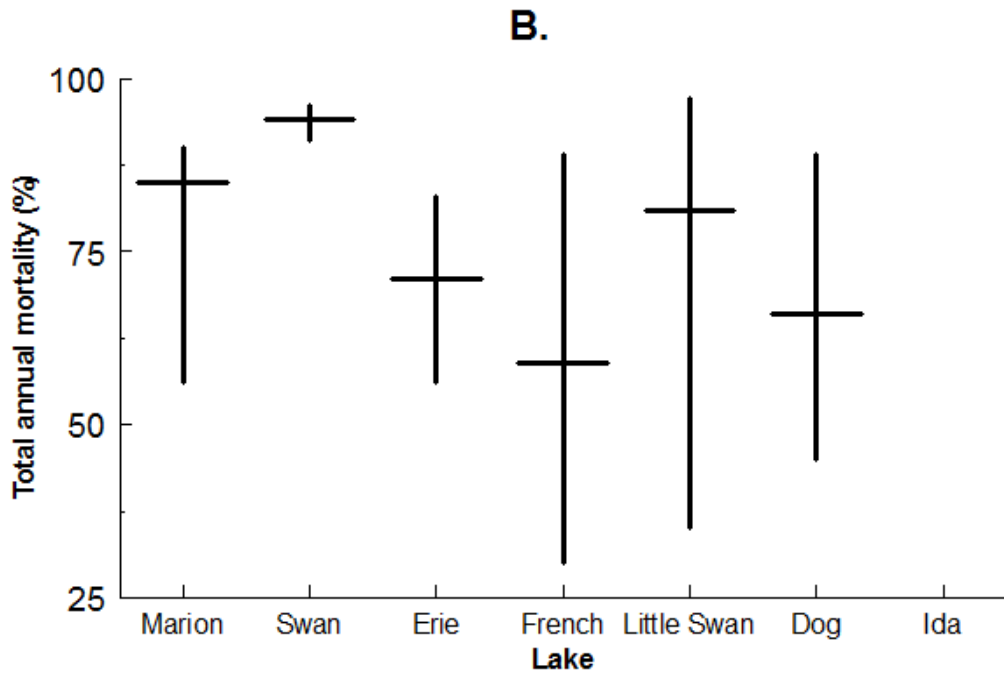 B.
Total annual mortality (%)
100
75
50
25
Marion Swan Erie French Little Swan Dog Ida
Lake